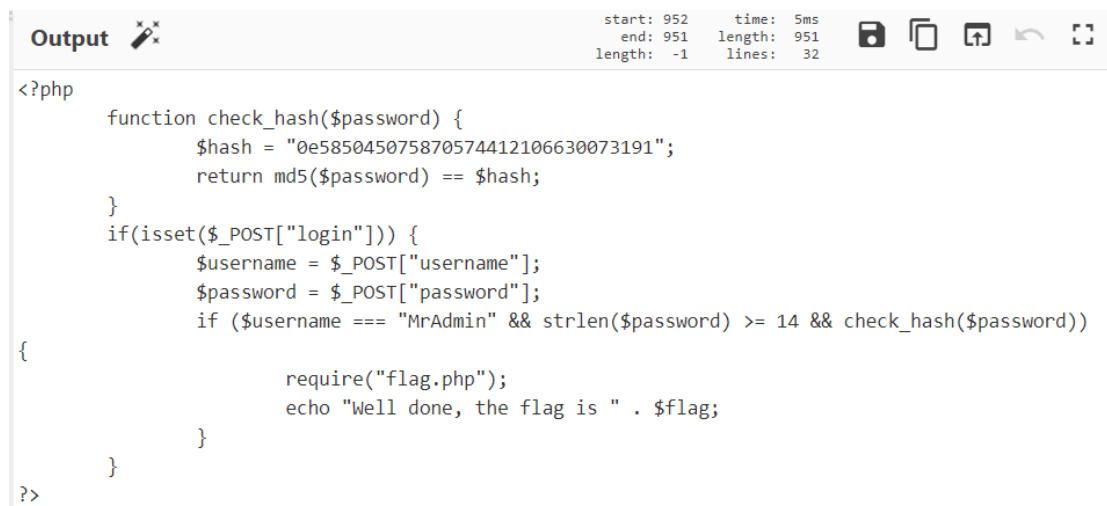 Output
start: 952 time: 5ms
end: 951 length: 951
length: -1 lines: 32
<?php
        function check_hash($password) {
                $hash = "0e585045075870574412106630073191";
                return md5($password) == $hash;
        }
        if(isset($_POST["login"])) {
                $username = $_POST["username"];
                $password = $_POST["password"];
                if ($username === "MrAdmin" && strlen($password) >= 14 && check_hash($password))
{
                        require("flag.php");
                        echo "Well done, the flag is " . $flag;
                }
        }
?>